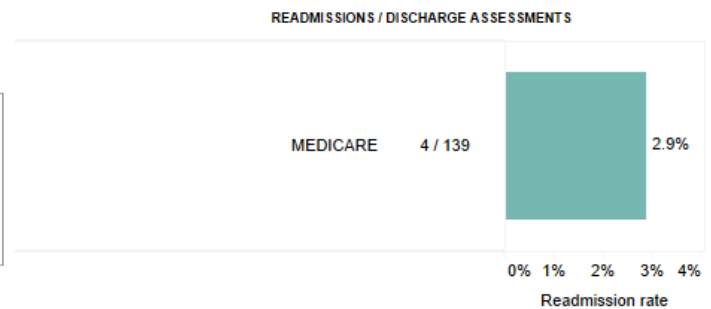 READMISSIONS / DISCHARGE ASSESSMENTS
MEDICARE 4 / 139 2.9%
0% 1% 2% 3% 4%
Readmission rate